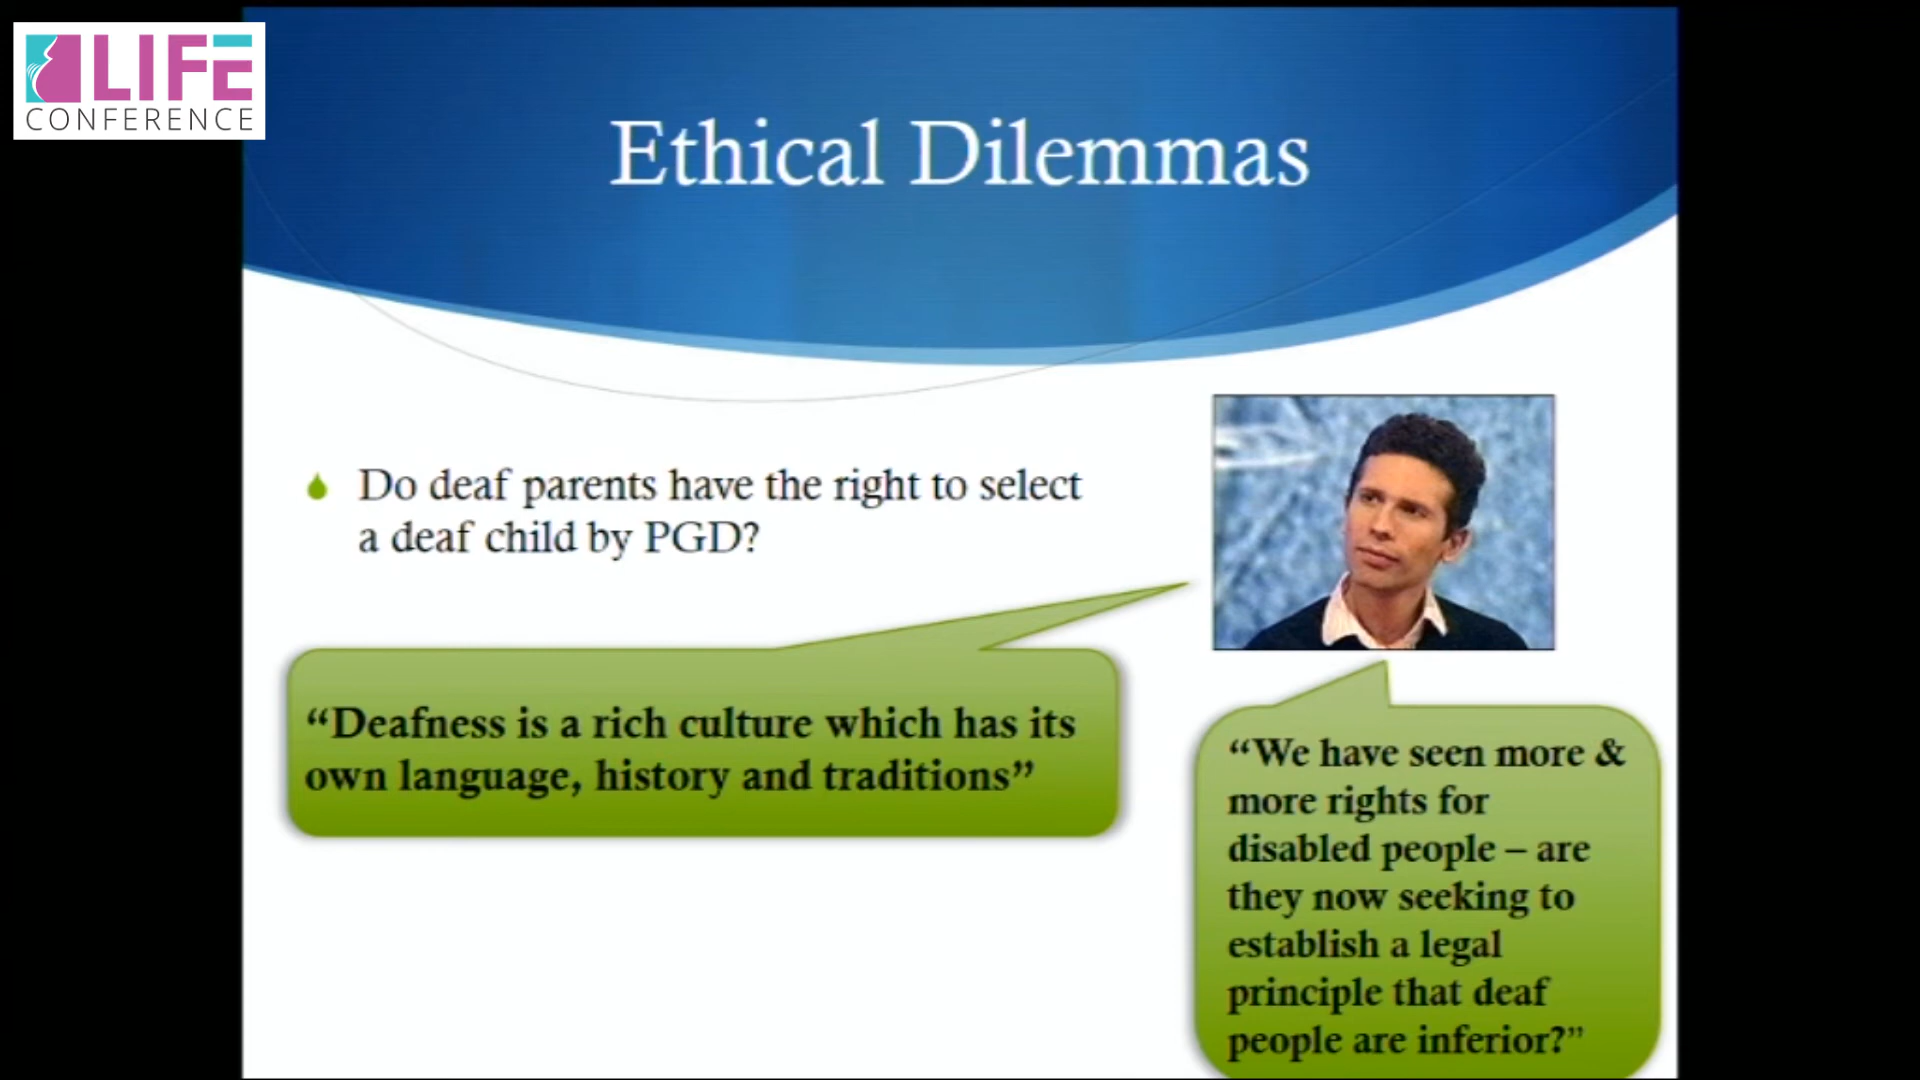 LIFE
CONFERENCE
Ethical Dilemmas
Do deaf parents have the right to select
a deaf child by PGD?
“Deafness is a rich culture which has its
own language, history and traditions”
“We have seen more &
more rights for
disabled people – are
they now seeking to
establish a legal
principle that deaf
people are inferior?”